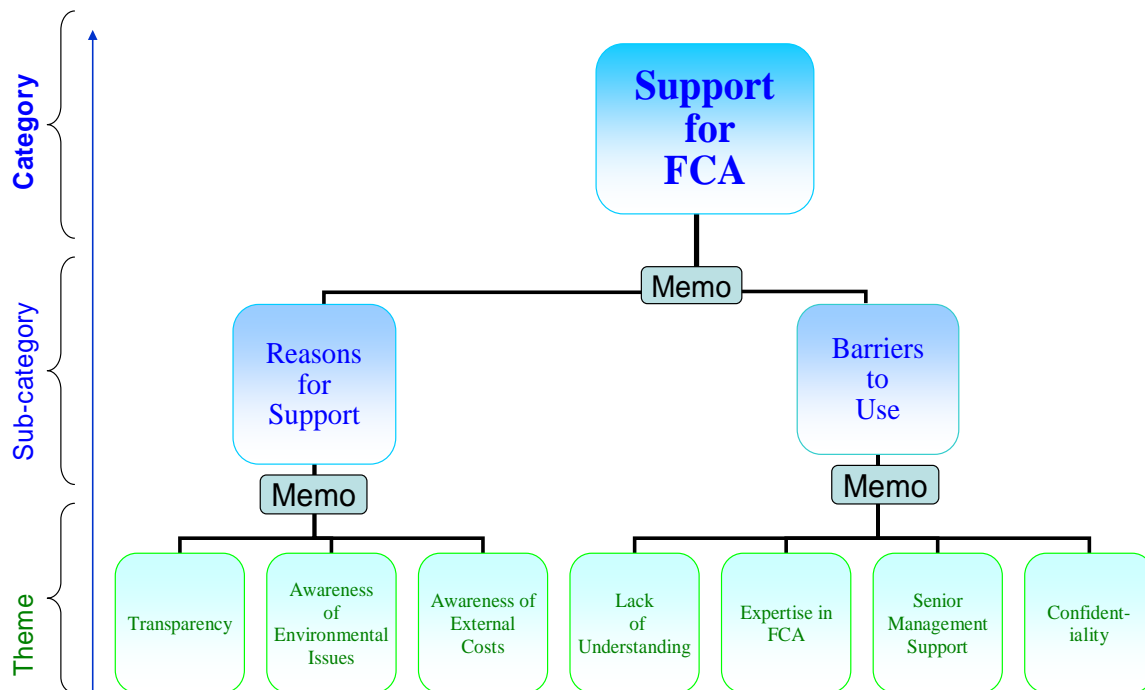 Category
Support
for
FCA
Memo
Sub-category
Reasons
for
Support
Barriers
to
Use
Memo
Memo
Theme
Transparency
Awareness
of
Environmental
Issues
Awareness of
External
Costs
Lack
of
Understanding
Expertise in
FCA
Senior
Management
Support
Confident-
iality